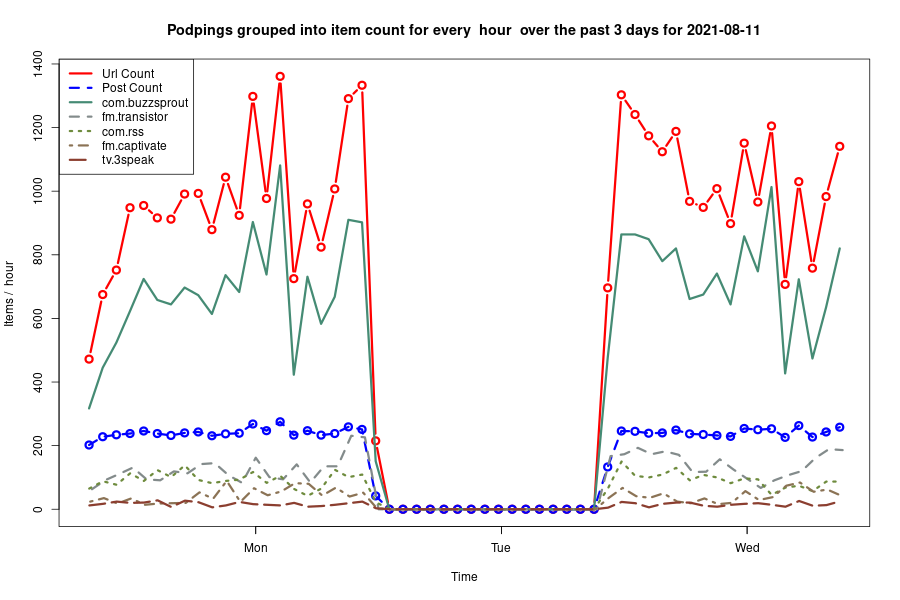 Podpings grouped into item count for every  hour  over the past 3 days for 2021-08-11
Url Count
Post Count
com.buzzsprout
fm.transistor
com.rss
fm.captivate
tv.3speak
1400
1200
1000
800
600
400
200
0
Items /  hour
Mon
Tue
Wed
Time